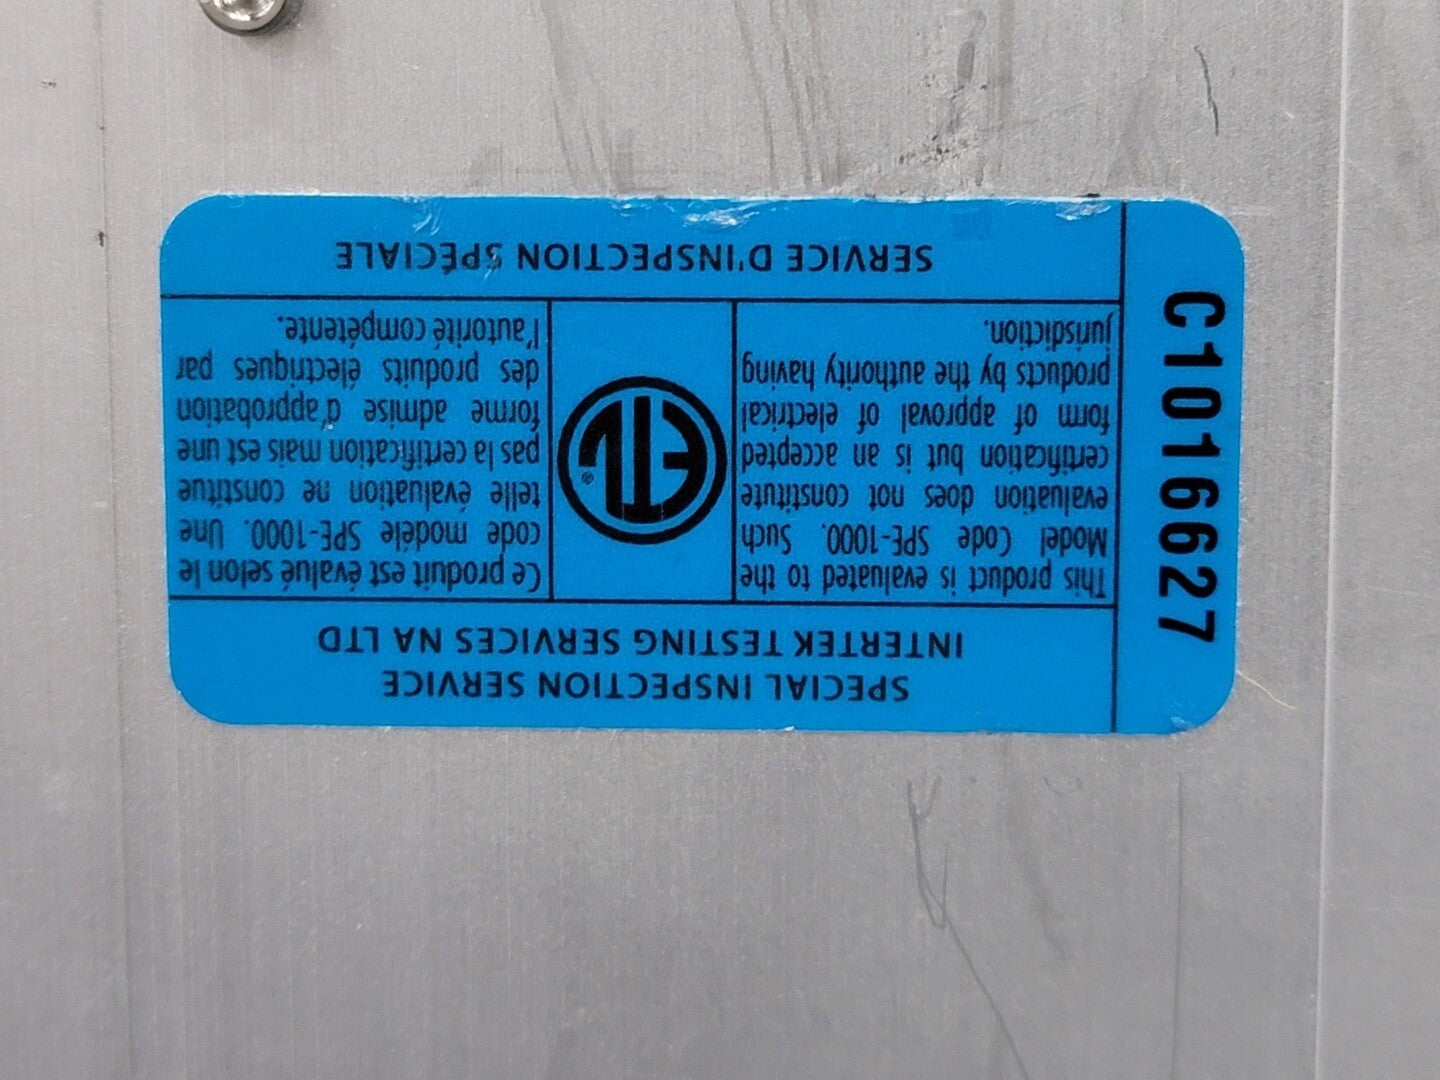 SPECIAL INSPECTION SERVICE
INTERTEK TESTING SERVICES NA LTD
This product is evaluated to the
Model Code SPE-1000. Such
evaluation does not constitute
certification but is an accepted
form of approval of electrical
products by the authority having
jurisdiction.
ETL
®
Ce produit est évalué selon le
code modéle SPE-1000. Une
telle évaluation ne constitue
pas la certification mais est une
forme admise d'approbation
des produits électriques par
l'autorité compétente.
SERVICE D'INSPECTION SPÉCIALE
C1016627